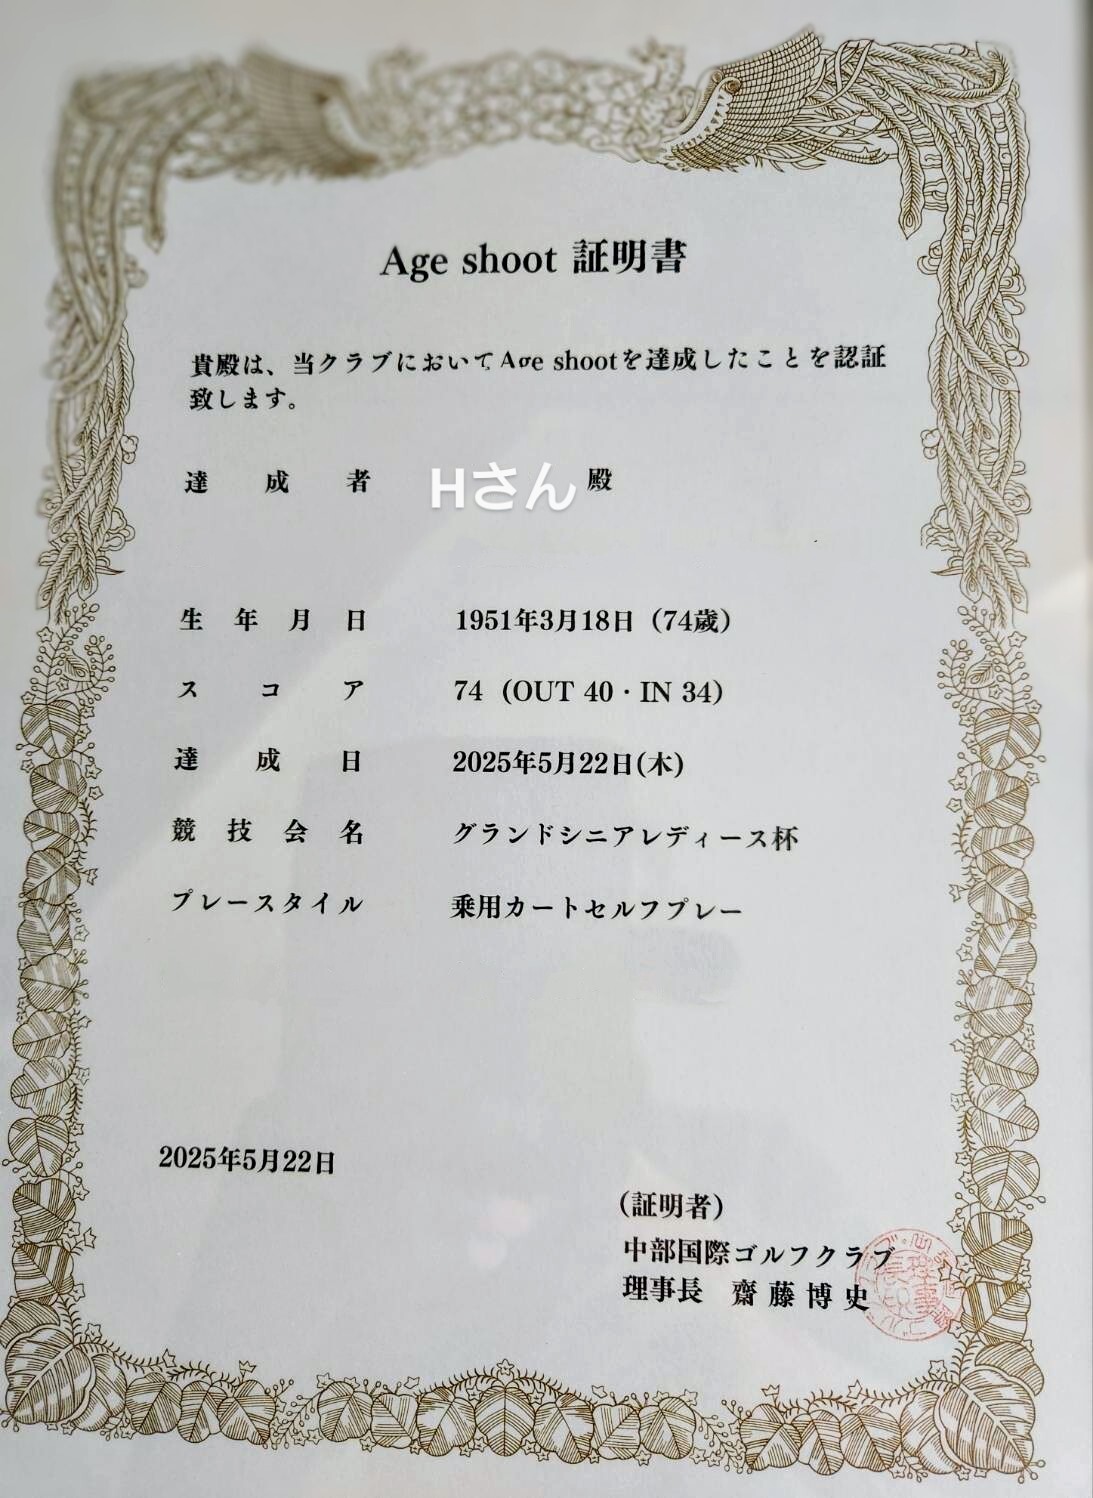 Age shoot 証明書
貴殿は、当クラブにおいてAge shootを達成したことを認証
致します。
達成者 Hさん 殿
生年月日 1951年3月18日（74歳）
スコア 74 (OUT 40・IN 34)
達成日 2025年5月22日(木)
競技会名 グランドシニアレディース杯
プレースタイル 乗用カートセルフプレー
2025年5月22日
（証明者）
中部国際ゴルフクラブ
理事長 齋藤博史